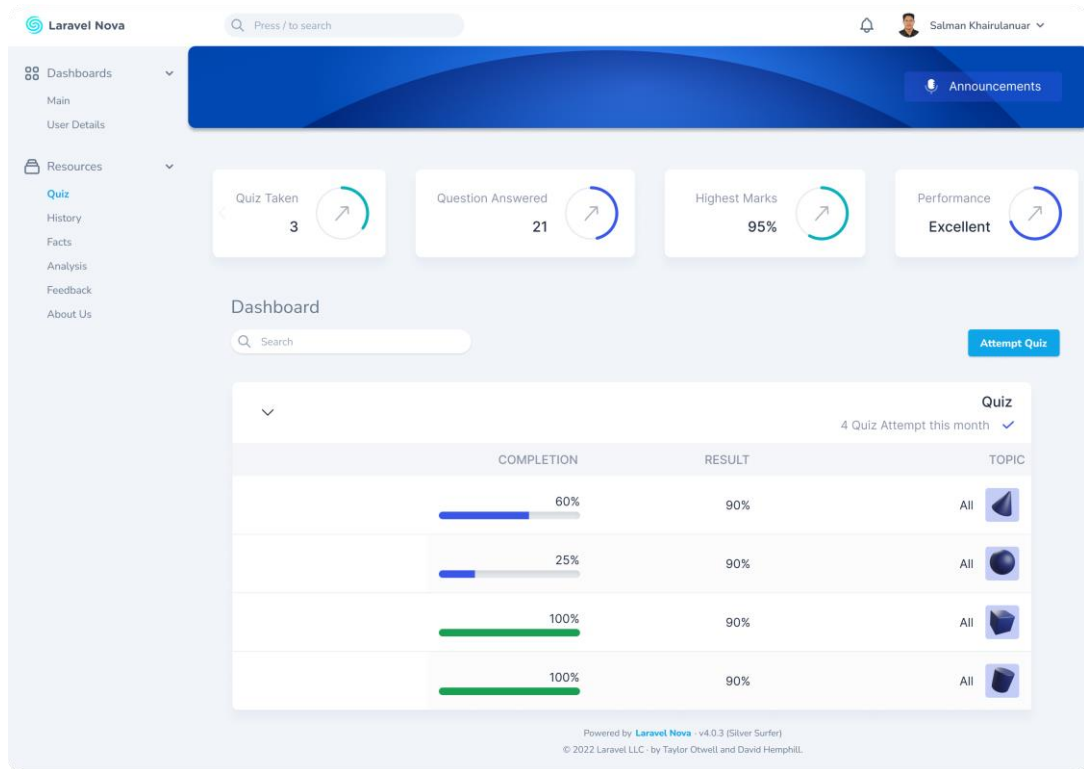 Laravel Nova
Press / to search
Salman Khairulanuar
Dashboards
Main
User Details
Resources
Quiz
History
Facts
Analysis
Feedback
About Us
Announcements
Quiz Taken
3
Question Answered
21
Highest Marks
95%
Performance
Excellent
Dashboard
Search
Attempt Quiz
Quiz
4 Quiz Attempt this month
COMPLETION RESULT TOPIC
60% 90% All
25% 90% All
100% 90% All
100% 90% All
Powered by Laravel Nova · v4.0.3 (Silver Surfer)
© 2022 Laravel LLC · by Taylor Otwell and David Hemphill.